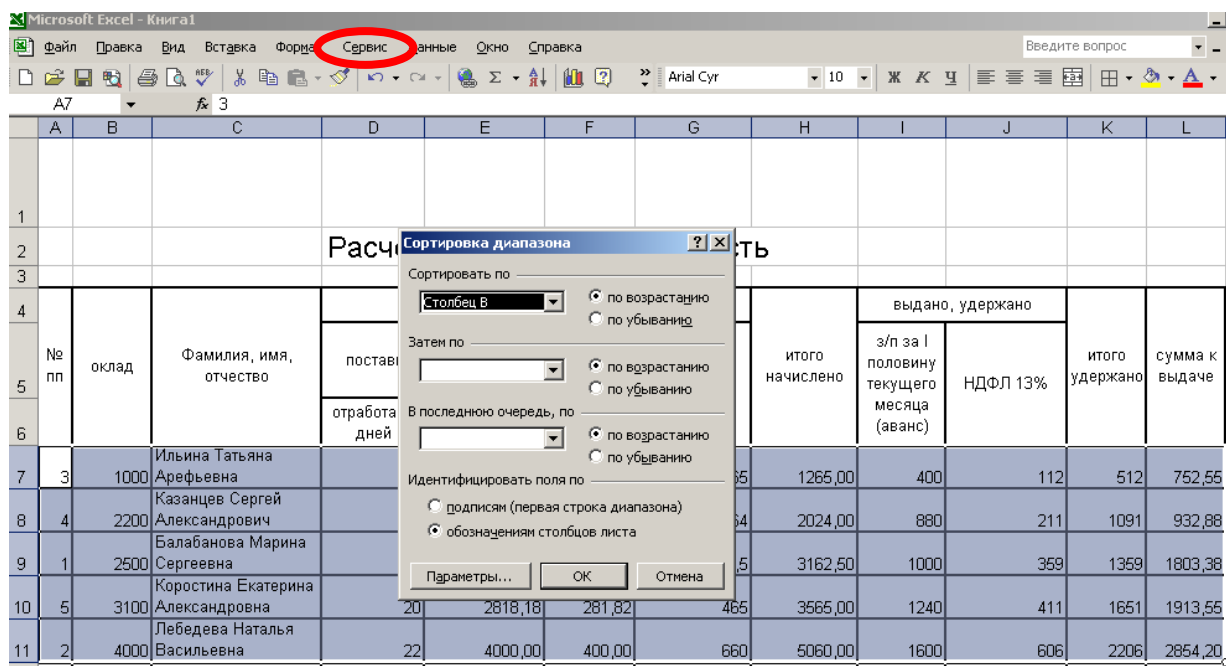 Microsoft Excel - Книга1
Файл Правка Вид Вставка Форма Сервис анные Окно Справка Введите вопрос
Arial Cyr 10 Ж К Ч
A7 fx 3
A B C D E F G H I J K L
1
2 Расч сть
3
4 выдано, удержано
5 № пп оклад Фамилия, имя, отчество поставк итого начислено з/п за I половину текущего месяца (аванс) НДФЛ 13% итого удержано сумма к выдаче
6 отработа дней
7 3 1000 Ильина Татьяна Арефьевна 65 1265,00 400 112 512 752,55
8 4 2200 Казанцев Сергей Александрович 64 2024,00 880 211 1091 932,88
9 1 2500 Балабанова Марина Сергеевна ,5 3162,50 1000 359 1359 1803,38
10 5 3100 Коростина Екатерина Александровна 20 2818,18 281,82 465 3565,00 1240 411 1651 1913,55
11 2 4000 Лебедева Наталья Васильевна 22 4000,00 400,00 660 5060,00 1600 606 2206 2854,20
Сортировка диапазона
Сортировать по
Столбец B
по возрастанию
по убыванию
Затем по
по возрастанию
по убыванию
В последнюю очередь, по
по возрастанию
по убыванию
Идентифицировать поля по
подписям (первая строка диапазона)
обозначениям столбцов листа
Параметры... ОК Отмена